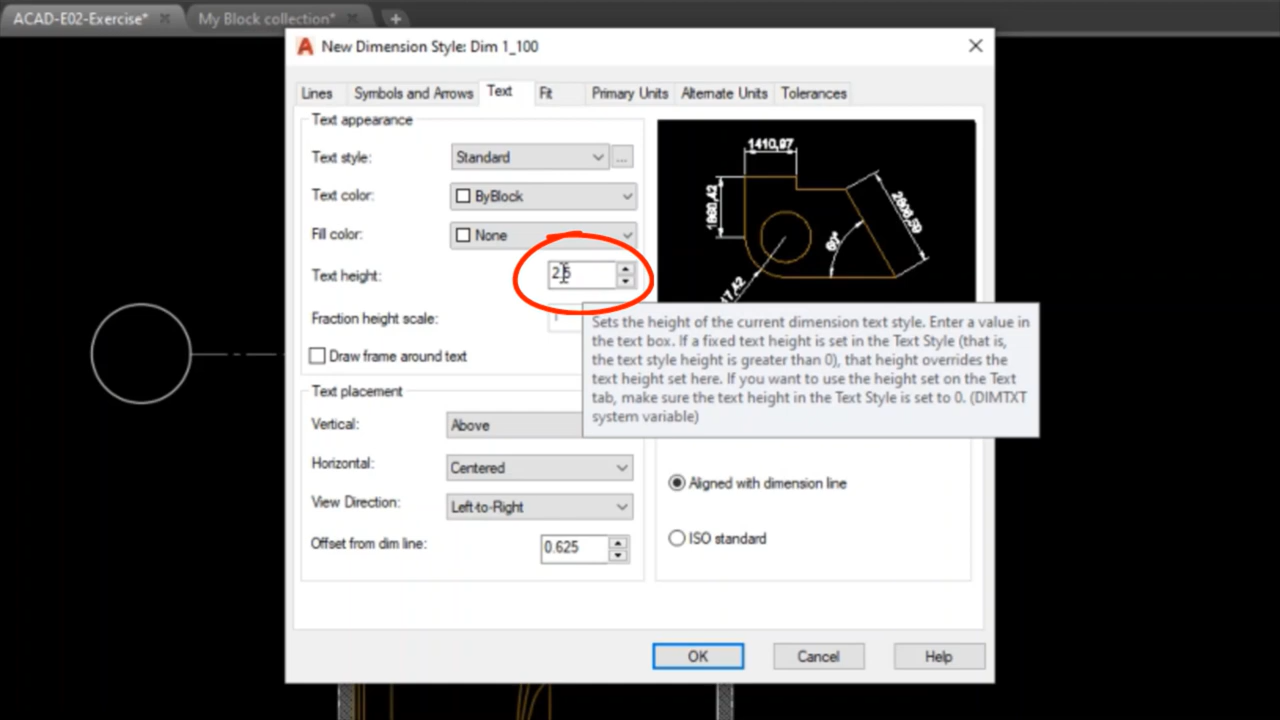 ACAD-E02-Exercise*
My Block collection*
New Dimension Style: Dim 1_100
Lines
Symbols and Arrows
Text
Fit
Primary Units
Alternate Units
Tolerances
Text appearance
Text style:
Standard
...
Text color:
ByBlock
Fill color:
None
Text height:
2.5
Fraction height scale:
Draw frame around text
1410,97
1660,42
2606,59
60°
17,42
Sets the height of the current dimension text style. Enter a value in
the text box. If a fixed text height is set in the Text Style (that is,
the text style height is greater than 0), that height overrides the
text height set here. If you want to use the height set on the Text
tab, make sure the text height in the Text Style is set to 0. (DIMTXT
system variable)
Text placement
Vertical:
Above
Horizontal:
Centered
View Direction:
Left-to-Right
Offset from dim line:
0.625
Aligned with dimension line
ISO standard
OK
Cancel
Help